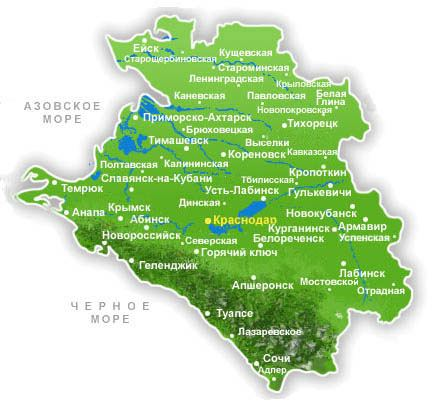 Ейск
Старощербиновская
Кущевская
Староминская
Ленинградская
Крыловская
Каневская
Павловская
Белая
Глина
АЗОВСКОЕ
МОРЕ
Новопокровская
Приморско-Ахтарск
Тихорецк
Брюховецкая
Тимашевск
Выселки
Кореновск
Кавказская
Полтавская
Калининская
Кропоткин
Славянск-на-Кубани
Тбилисская
Темрюк
Усть-Лабинск
Гулькевичи
Динская
Крымск
Анапа
Абинск
Краснодар
Новокубанск
Армавир
Новороссийск
Северская
Курганинск
Успенская
Белореченск
Горячий ключ
Геленджик
Лабинск
Апшеронск
Мостовской
Отрадная
ЧЕРНОЕ
МОРЕ
Туапсе
Лазаревское
Сочи
Адлер